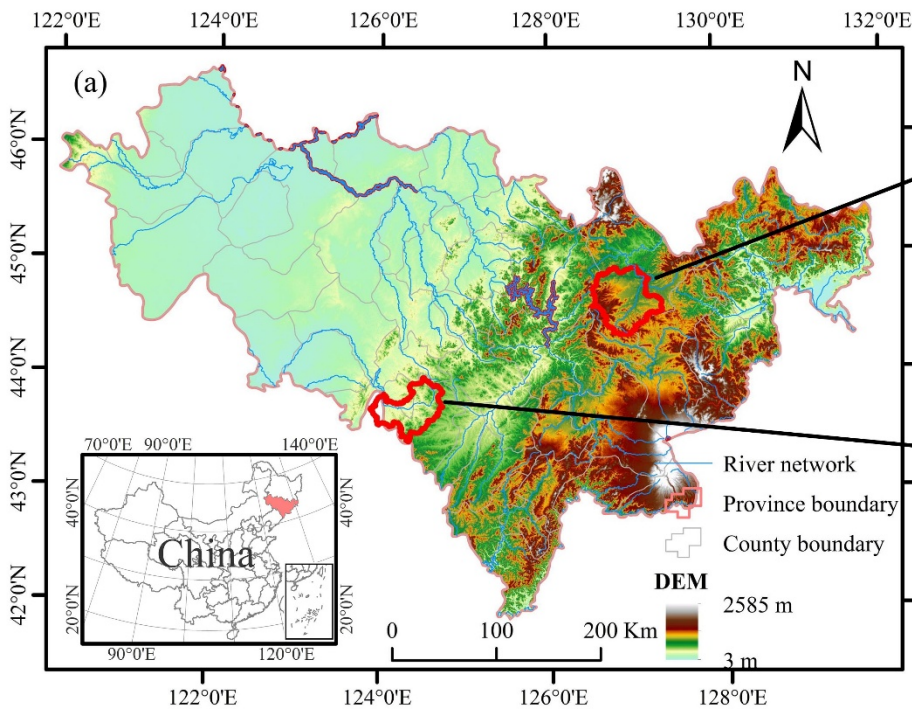 122°0'E 124°0'E 126°0'E 128°0'E 130°0'E 132°0'E
(a)
N
46°0'N
45°0'N
44°0'N
43°0'N
42°0'N
70°0'E 90°0'E 140°0'E
40°0'N
20°0'N
40°0'N
20°0'N
China
90°0'E 120°0'E
River network
Province boundary
County boundary
DEM
2585 m
3 m
0 100 200 Km
122°0'E 124°0'E 126°0'E 128°0'E